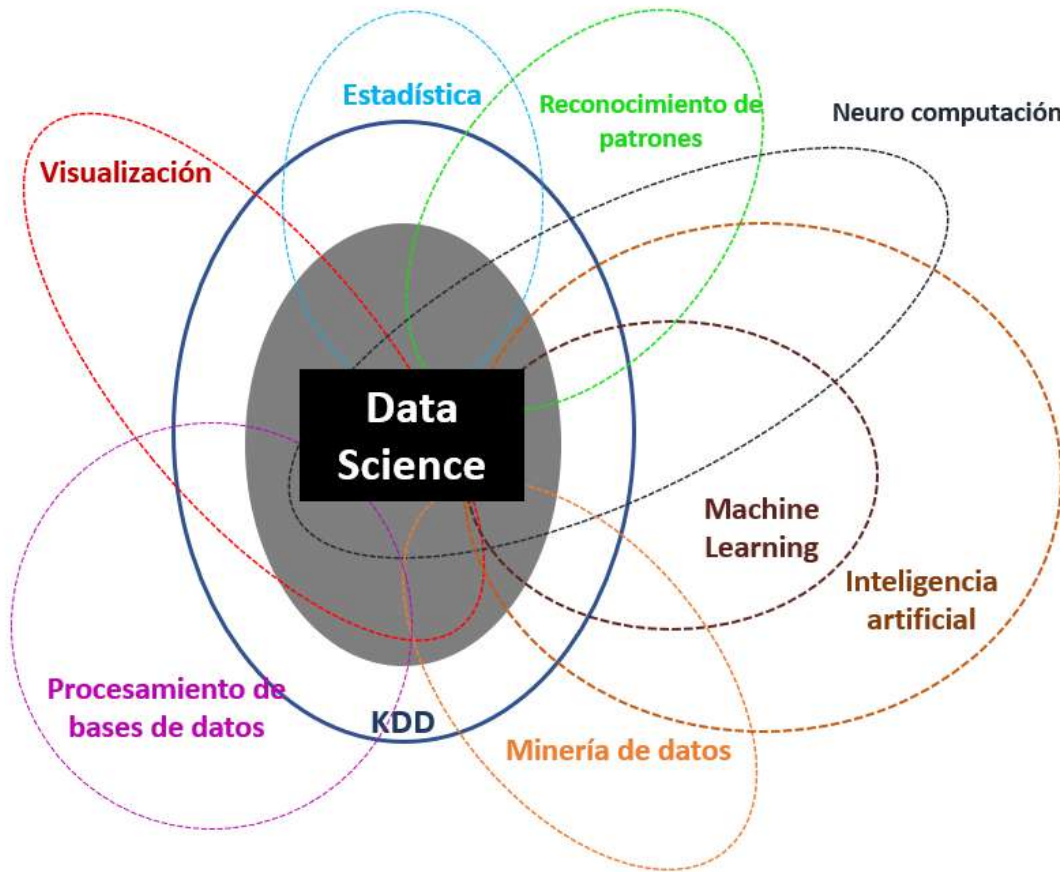 Estadística
Reconocimiento de
patrones
Neuro computación
Visualización
Data
Science
Machine
Learning
Inteligencia
artificial
Procesamiento de
bases de datos
KDD
Minería de datos